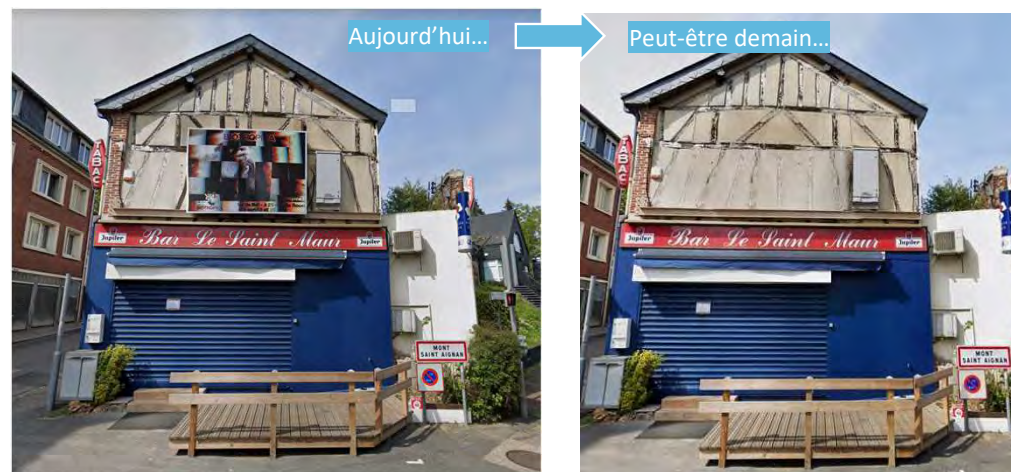 Aujourd’hui...
Peut-être demain...
TABAC
Jupiler Bar Le Saint Maur Jupiler
MONT
SAINT AIGNAN
Jupiler Bar Le Saint Maur Jupiler
MONT
SAINT AIGNAN